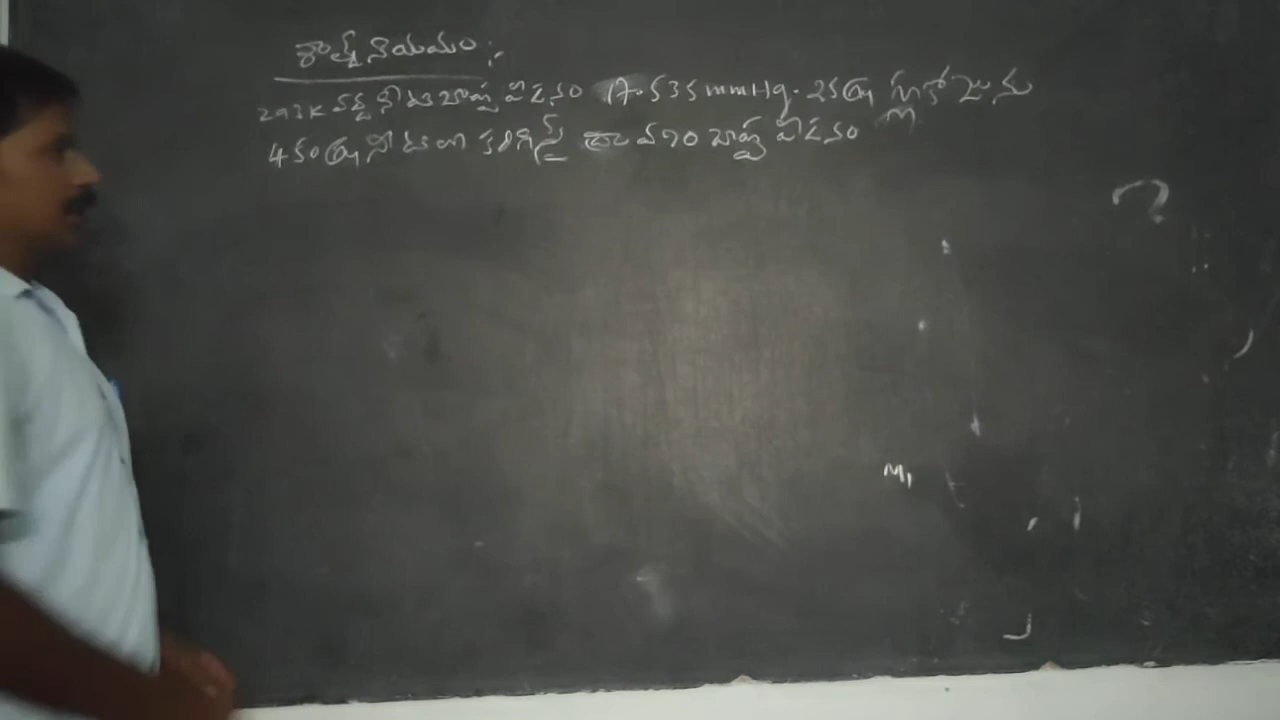 రౌల్ట్ నియమం :-
293K వద్ద నీటి బాష్ప పీడనం 17.535 mmHg. 25గ్రా గ్లూకోజును
450గ్రా నీటిలో కరిగిస్తే ద్రావణం బాష్ప పీడనం
?
M1